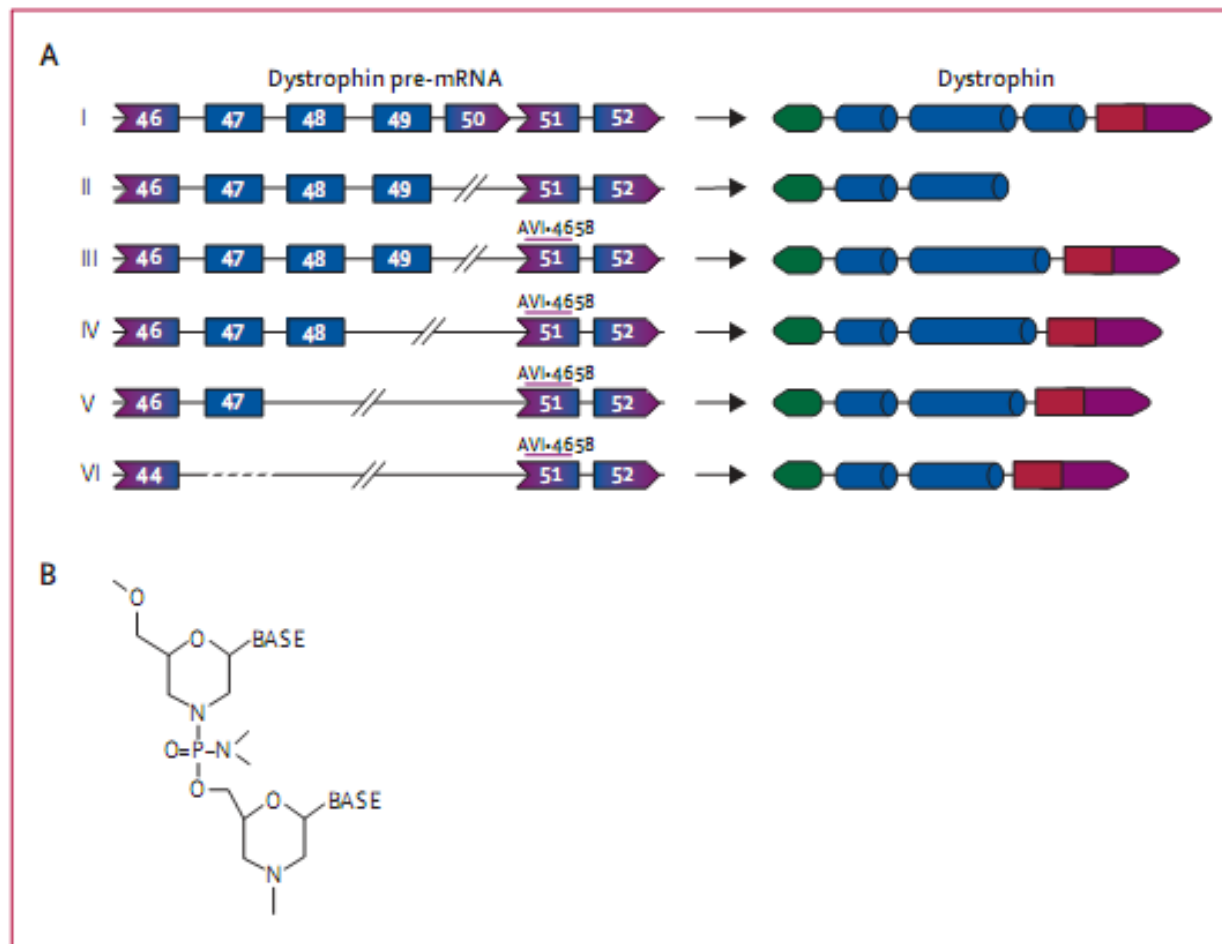 A
Dystrophin pre-mRNA Dystrophin
I 46 47 48 49 50 51 52
II 46 47 48 49 51 52
AVI-4658
III 46 47 48 49 51 52
AVI-4658
IV 46 47 48 51 52
AVI-4658
V 46 47 51 52
AVI-4658
VI 44 51 52
B
O
O BASE
N
O=P-N
O O BASE
N